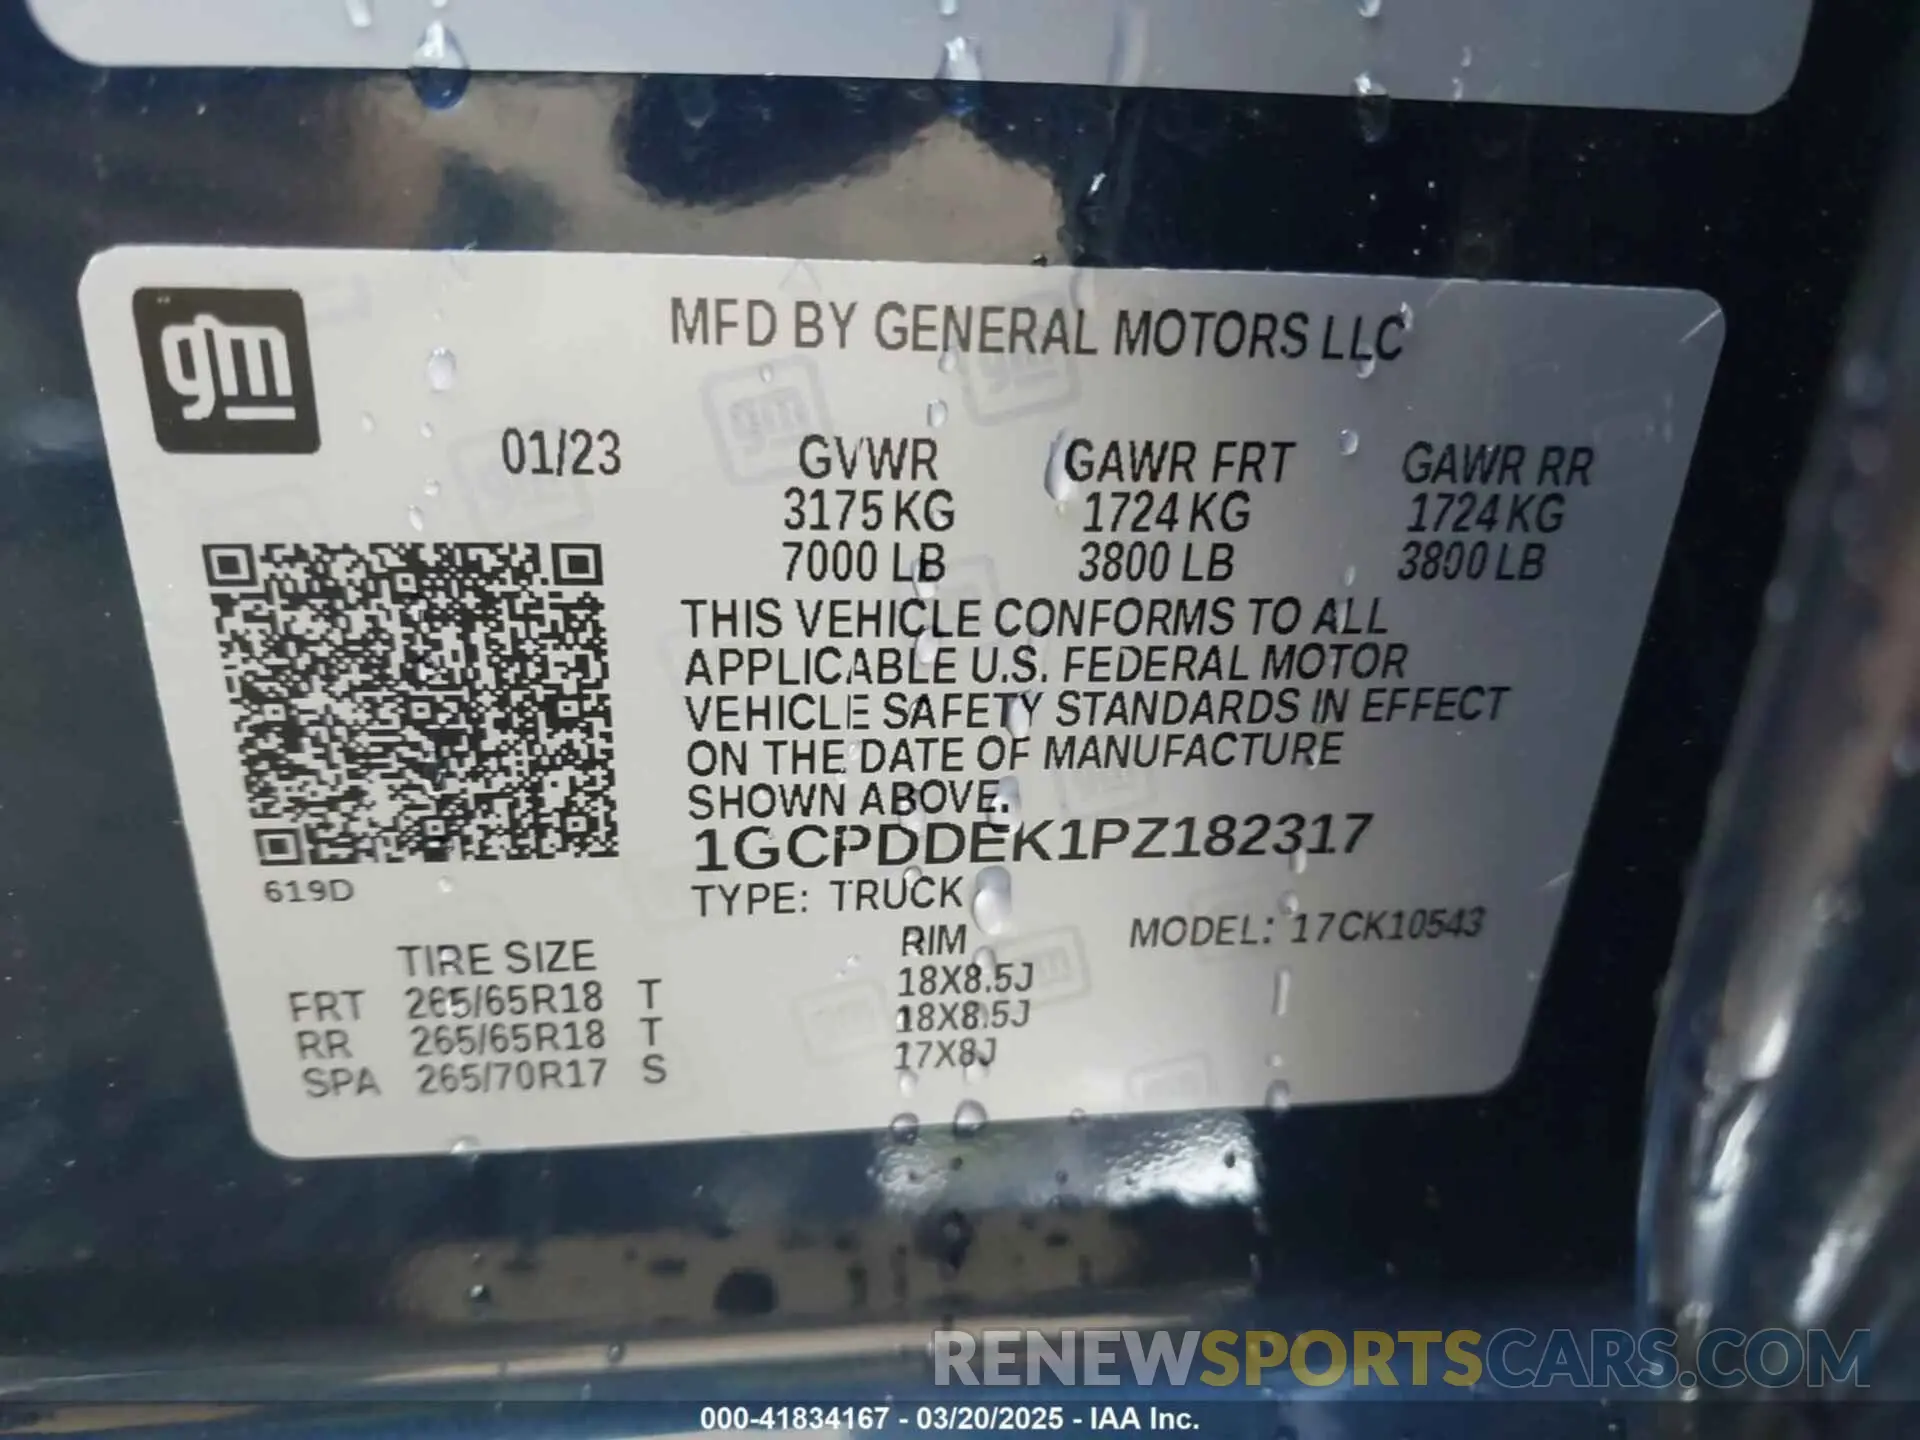 gm
MFD BY GENERAL MOTORS LLC
01/23
GVWR GAWR FRT GAWR RR
3175 KG 1724 KG 1724 KG
7000 LB 3800 LB 3800 LB
THIS VEHICLE CONFORMS TO ALL
APPLICABLE U.S. FEDERAL MOTOR
VEHICLE SAFETY STANDARDS IN EFFECT
ON THE DATE OF MANUFACTURE
SHOWN ABOVE.
1GCPDDEK1PZ182317
619D
TYPE: TRUCK
MODEL: 17CK10543
TIRE SIZE RIM
FRT 265/65R18 T 18X8.5J
RR 265/65R18 T 18X8.5J
SPA 265/70R17 S 17X8J
RENEWSPORTSCARS.COM
000-41834167 - 03/20/2025 - IAA Inc.